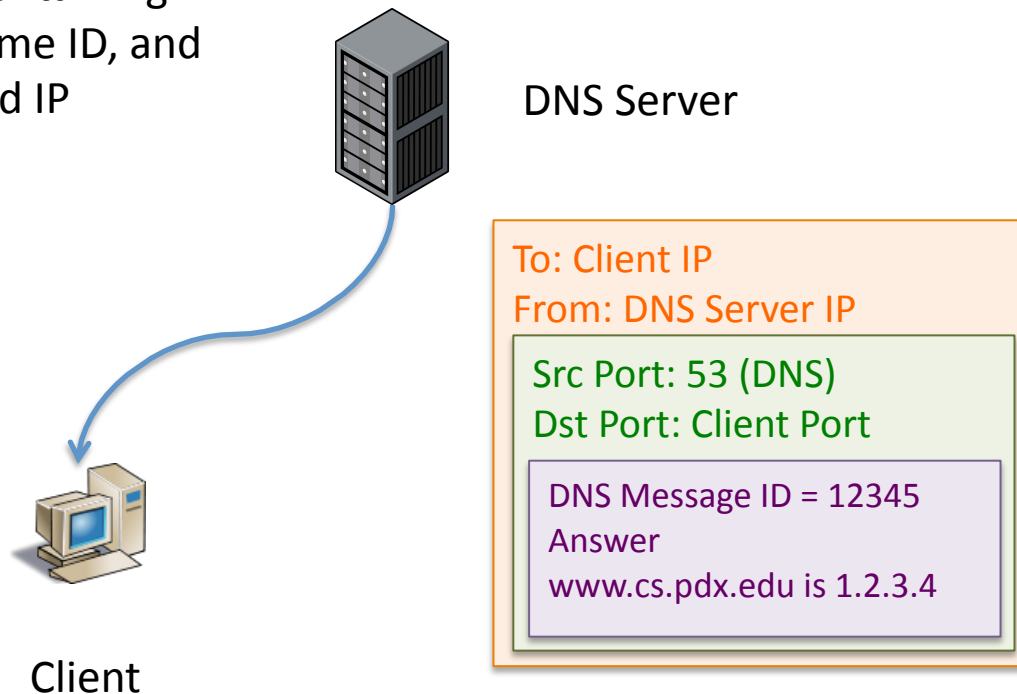 me ID, and
d IP
DNS Server
To: Client IP
From: DNS Server IP
Src Port: 53 (DNS)
Dst Port: Client Port
DNS Message ID = 12345
Answer
www.cs.pdx.edu is 1.2.3.4
Client